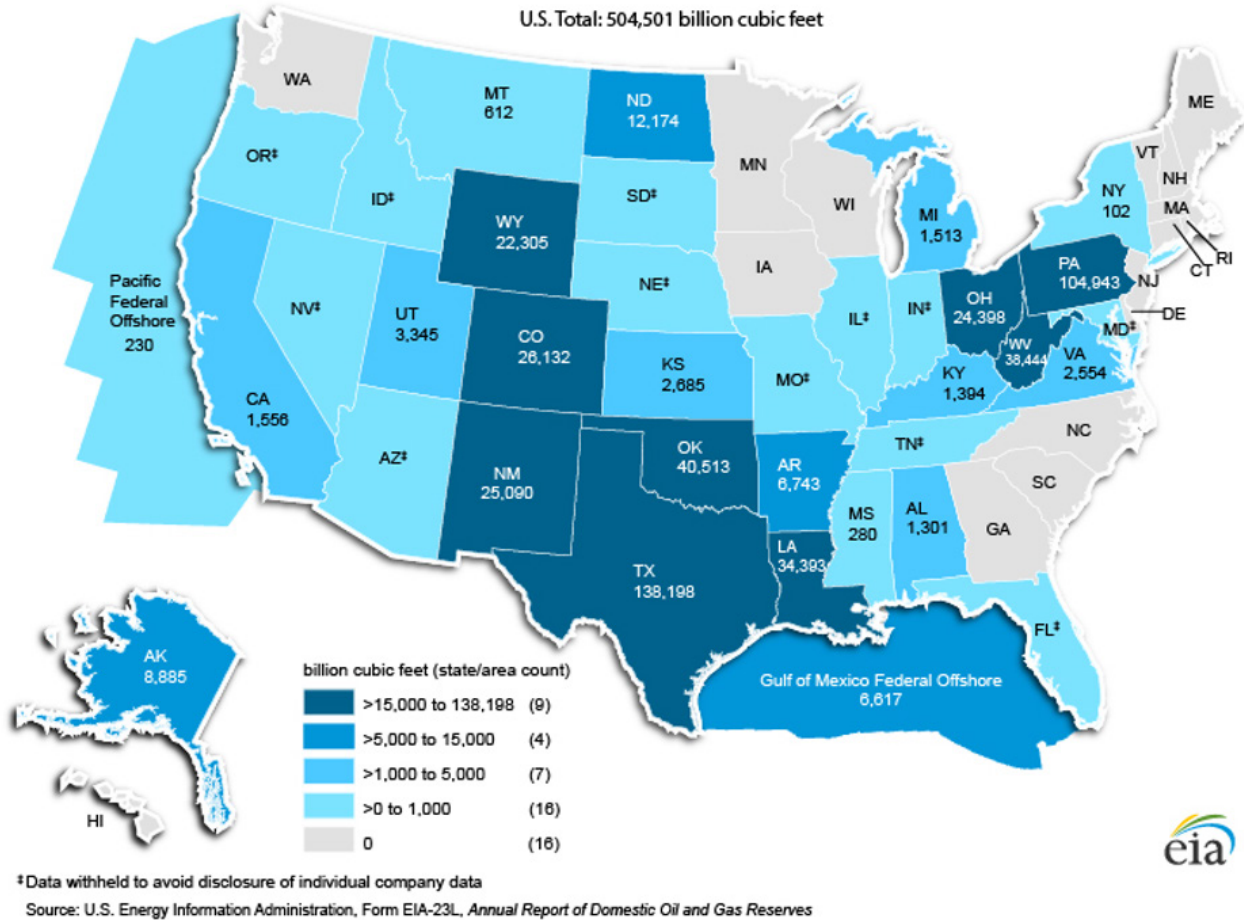 U.S. Total: 504,501 billion cubic feet
WA
MT
612
ND
12,174
MN
ME
OR‡
ID‡
WY
22,305
SD‡
WI
MI
1,513
NY
102
VT
NH
MA
RI
CT
Pacific
Federal
Offshore
230
NV‡
UT
3,345
CO
26,132
NE‡
IA
IL‡
IN‡
OH
24,398
PA
104,943
NJ
DE
MD‡
WV
38,444
VA
2,554
CA
1,556
KS
2,685
MO‡
KY
1,394
AZ‡
NM
25,090
OK
40,513
AR
6,743
TN‡
NC
SC
MS
280
AL
1,301
GA
TX
138,198
LA
34,393
FL‡
Gulf of Mexico Federal Offshore
6,617
AK
8,885
HI
billion cubic feet (state/area count)
>15,000 to 138,198 (9)
>5,000 to 15,000 (4)
>1,000 to 5,000 (7)
>0 to 1,000 (16)
0 (16)
eia
‡Data withheld to avoid disclosure of individual company data
Source: U.S. Energy Information Administration, Form EIA-23L, Annual Report of Domestic Oil and Gas Reserves